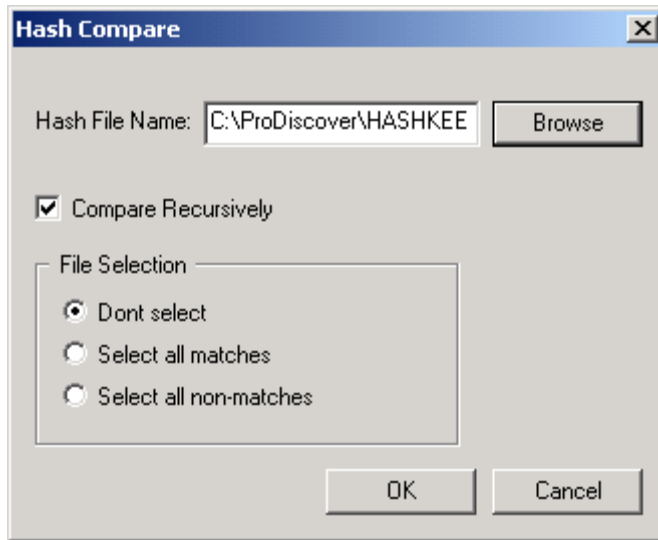 Hash Compare
Hash File Name: C:\ProDiscover\HASHKEE Browse
Compare Recursively
File Selection
Dont select
Select all matches
Select all non-matches
OK Cancel